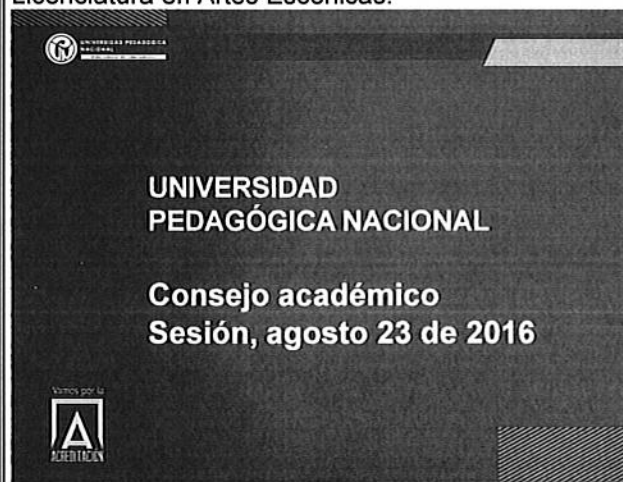 Licenciatura en Artes Escénicas.
UNIVERSIDAD PEDAGÓGICA
NACIONAL
UNIVERSIDAD
PEDAGÓGICA NACIONAL
Consejo académico
Sesión, agosto 23 de 2016
Vamos por la
ACREDITACIÓN